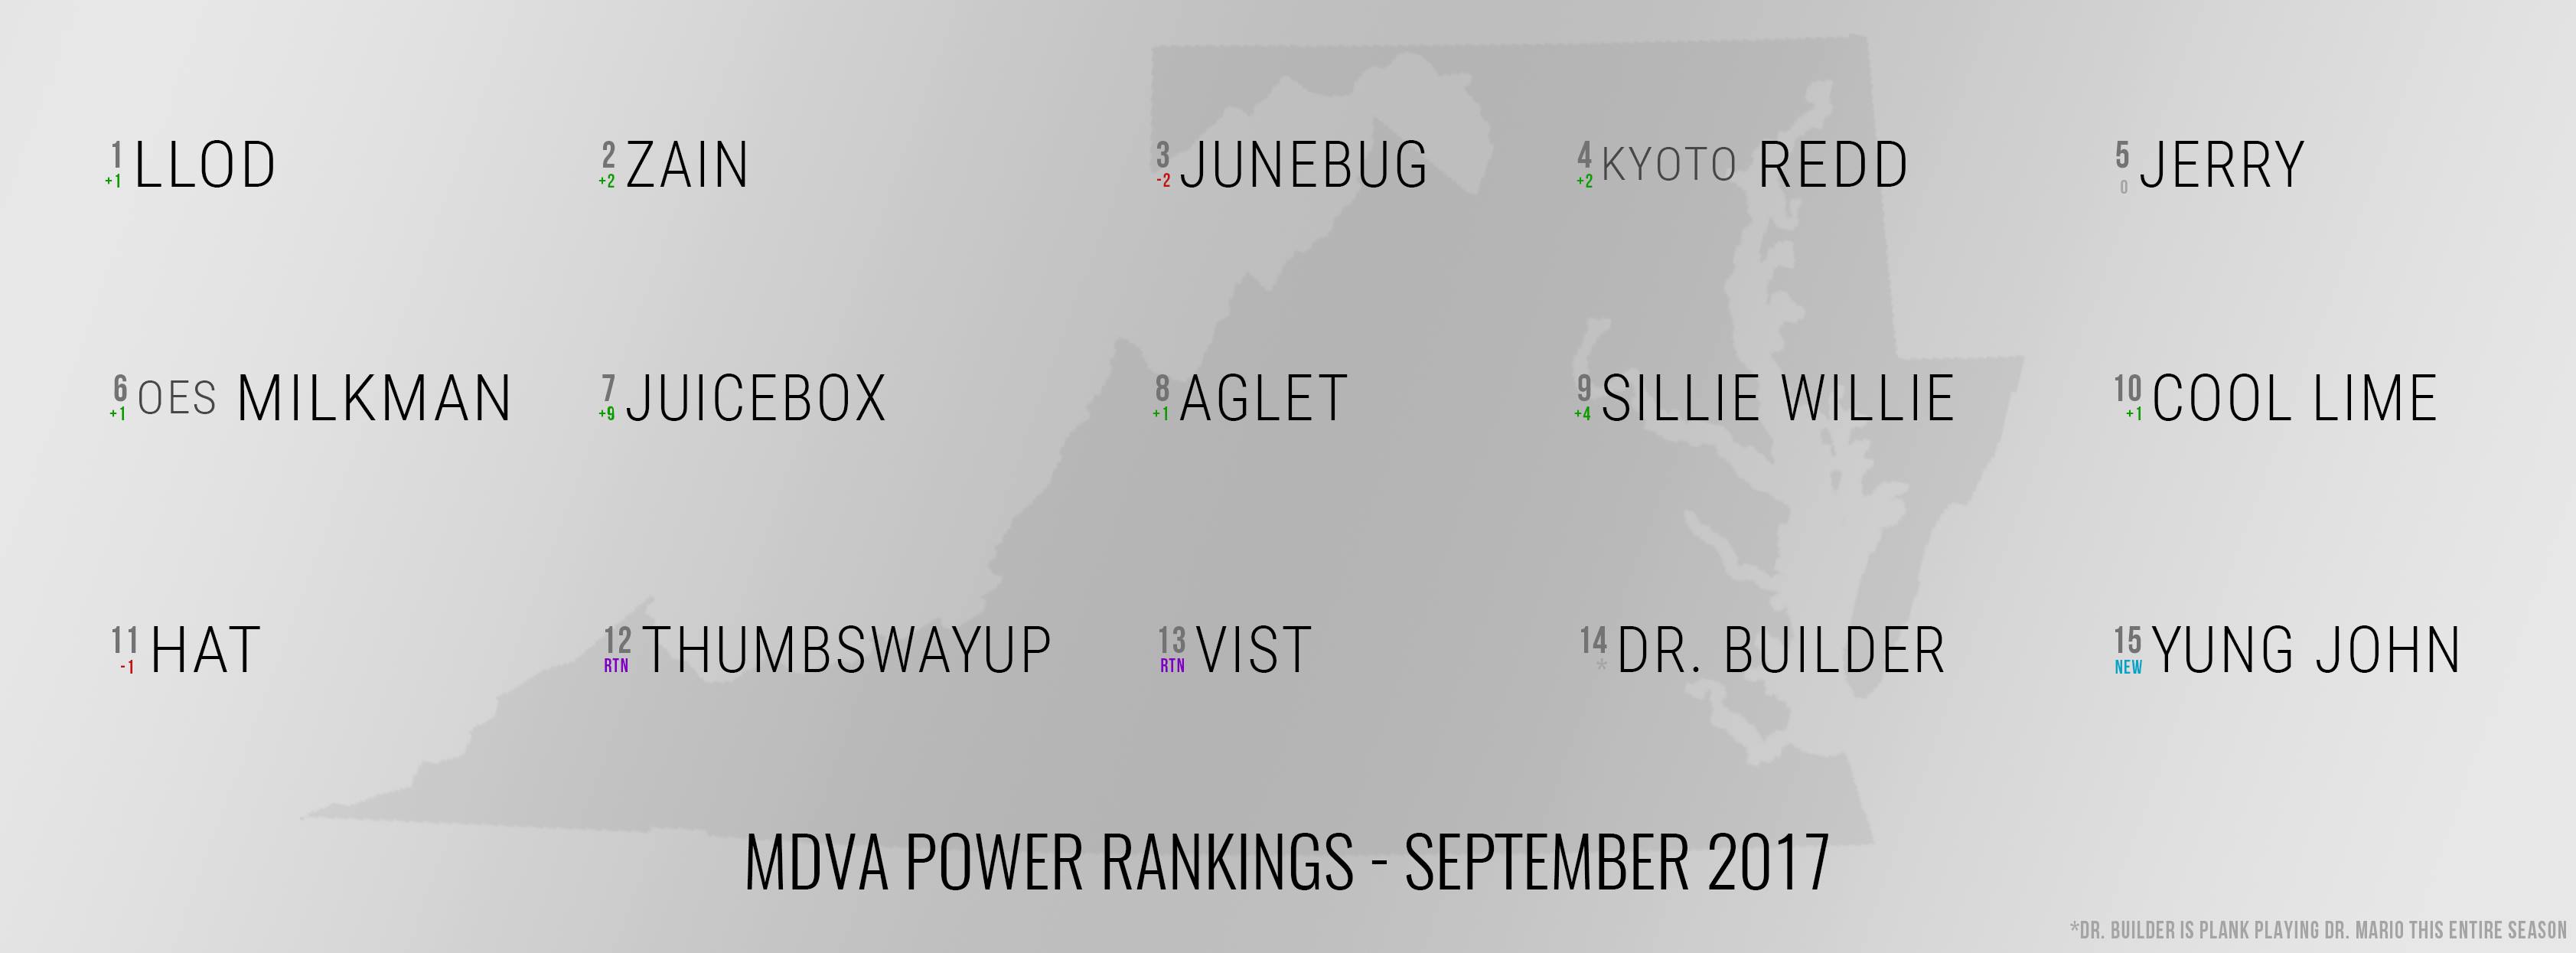 1 +1 LLOD
2 +2 ZAIN
3 -2 JUNEBUG
4 +2 KYOTO REDD
5 0 JERRY
6 +1 OES MILKMAN
7 +9 JUICEBOX
8 +1 AGLET
9 +4 SILLIE WILLIE
10 +1 COOL LIME
11 -1 HAT
12 RTN THUMBSWAYUP
13 RTN VIST
14 * DR. BUILDER
15 NEW YUNG JOHN
MDVA POWER RANKINGS - SEPTEMBER 2017
*DR. BUILDER IS PLANK PLAYING DR. MARIO THIS ENTIRE SEASON